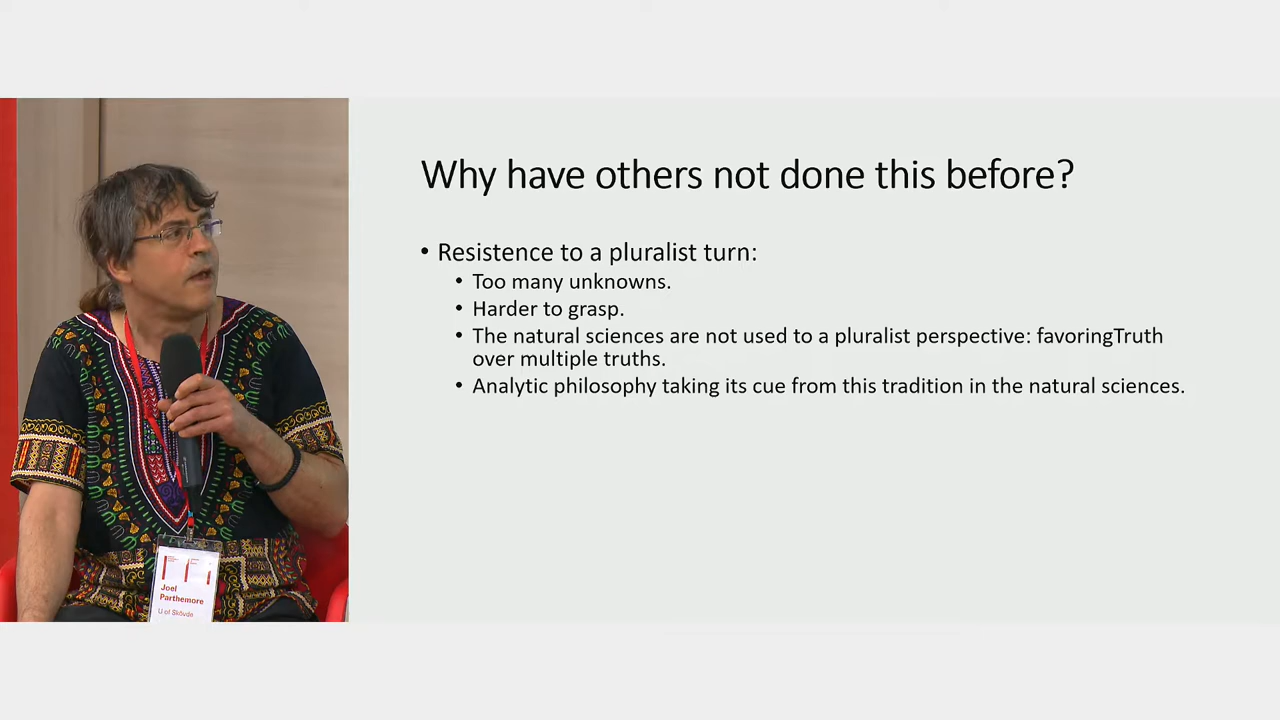 Why have others not done this before?
• Resistence to a pluralist turn:
• Too many unknowns.
• Harder to grasp.
• The natural sciences are not used to a pluralist perspective: favoringTruth
over multiple truths.
• Analytic philosophy taking its cue from this tradition in the natural sciences.
Joel
Parthemore
U of Skövde